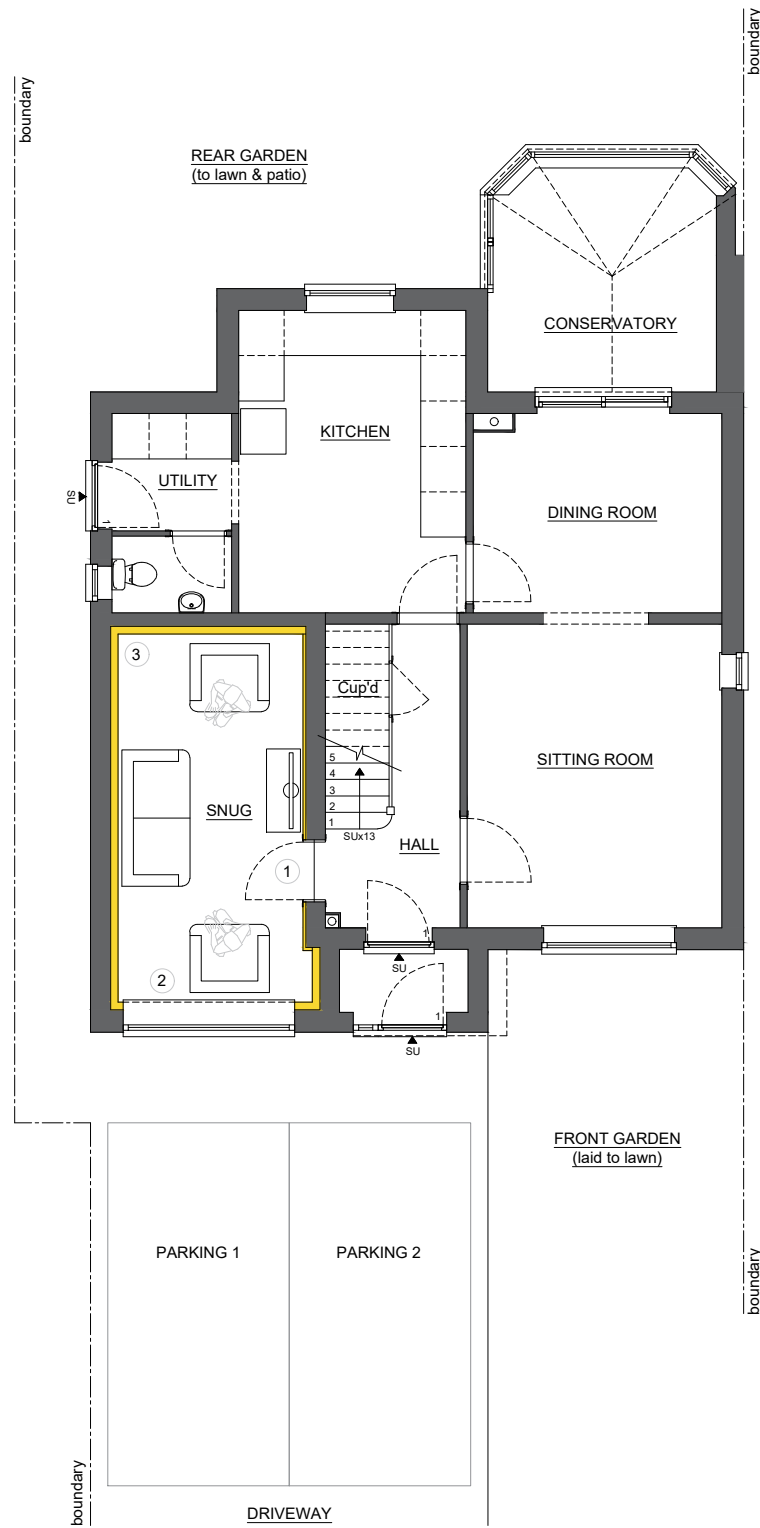 boundary
boundary
REAR GARDEN
(to lawn & patio)
CONSERVATORY
KITCHEN
UTILITY
SU
1
DINING ROOM
3
Cup'd
SITTING ROOM
5
4
3
2
1
SUx13
SNUG
HALL
1
2
1
SU
1
SU
FRONT GARDEN
(laid to lawn)
PARKING 1
PARKING 2
boundary
boundary
DRIVEWAY